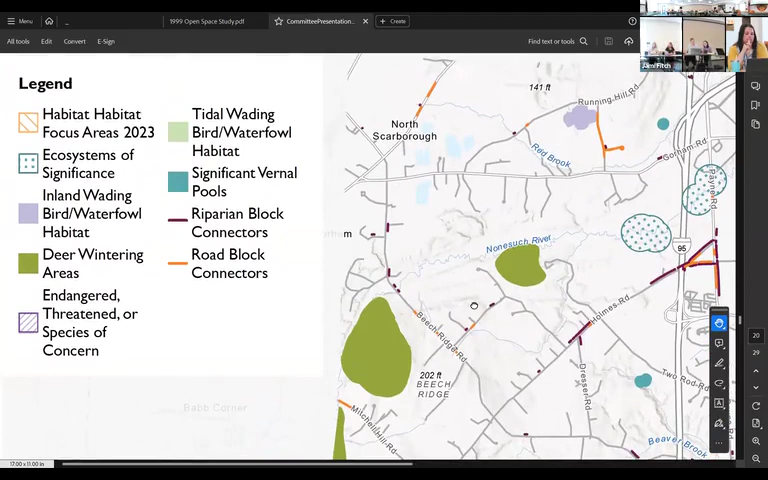 Menu
1999 Open Space Study.pdf
CommitteePresentation...
Create
All tools
Edit
Convert
E-Sign
Find text or tools
Jami Fitch
Legend
Habitat Habitat
Focus Areas 2023
Ecosystems of
Significance
Inland Wading
Bird/Waterfowl
Habitat
Deer Wintering
Areas
Endangered,
Threatened, or
Species of
Concern
Tidal Wading
Bird/Waterfowl
Habitat
Significant Vernal
Pools
Riparian Block
Connectors
Road Block
Connectors
141 ft
Running Hill Rd
North
Scarborough
Red Brook
Gorham Rd
Payne Rd
Nonesuch River
95
Holmes Rd
Beech Ridge Rd
202 ft
BEECH
RIDGE
Dresser Rd
Two Rod Rd
Mitchell Hill Rd
Beaver Brook
Babb Corner
20
29
17.00 x 11.00 in